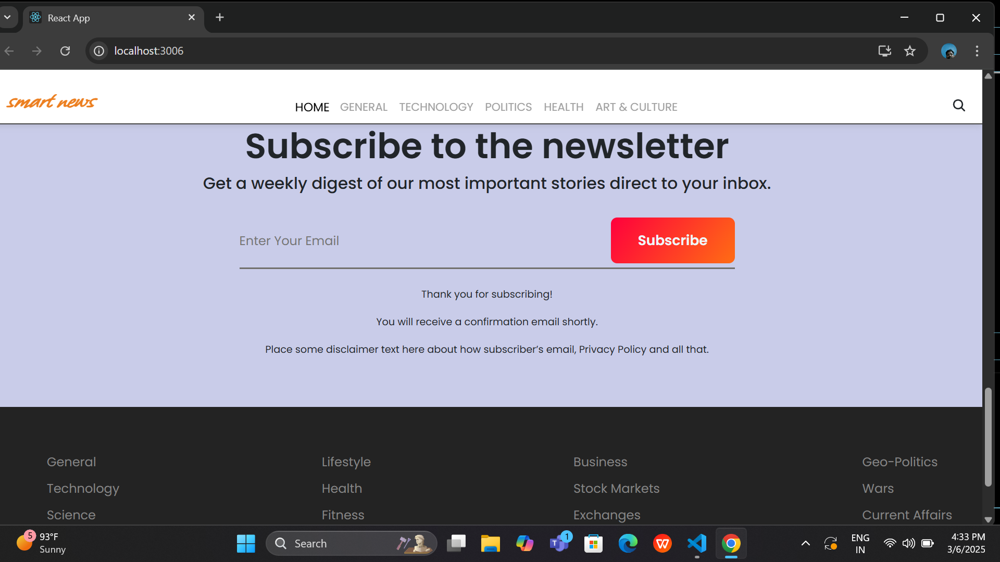 React App
localhost:3006
smart news
HOME GENERAL TECHNOLOGY POLITICS HEALTH ART & CULTURE
Subscribe to the newsletter
Get a weekly digest of our most important stories direct to your inbox.
Enter Your Email
Subscribe
Thank you for subscribing!
You will receive a confirmation email shortly.
Place some disclaimer text here about how subscriber’s email, Privacy Policy and all that.
General Lifestyle Business Geo-Politics
Technology Health Stock Markets Wars
Science Fitness Exchanges Current Affairs
5
93°F
Sunny
Search
T
1
W
ENG
IN
4:33 PM
3/6/2025